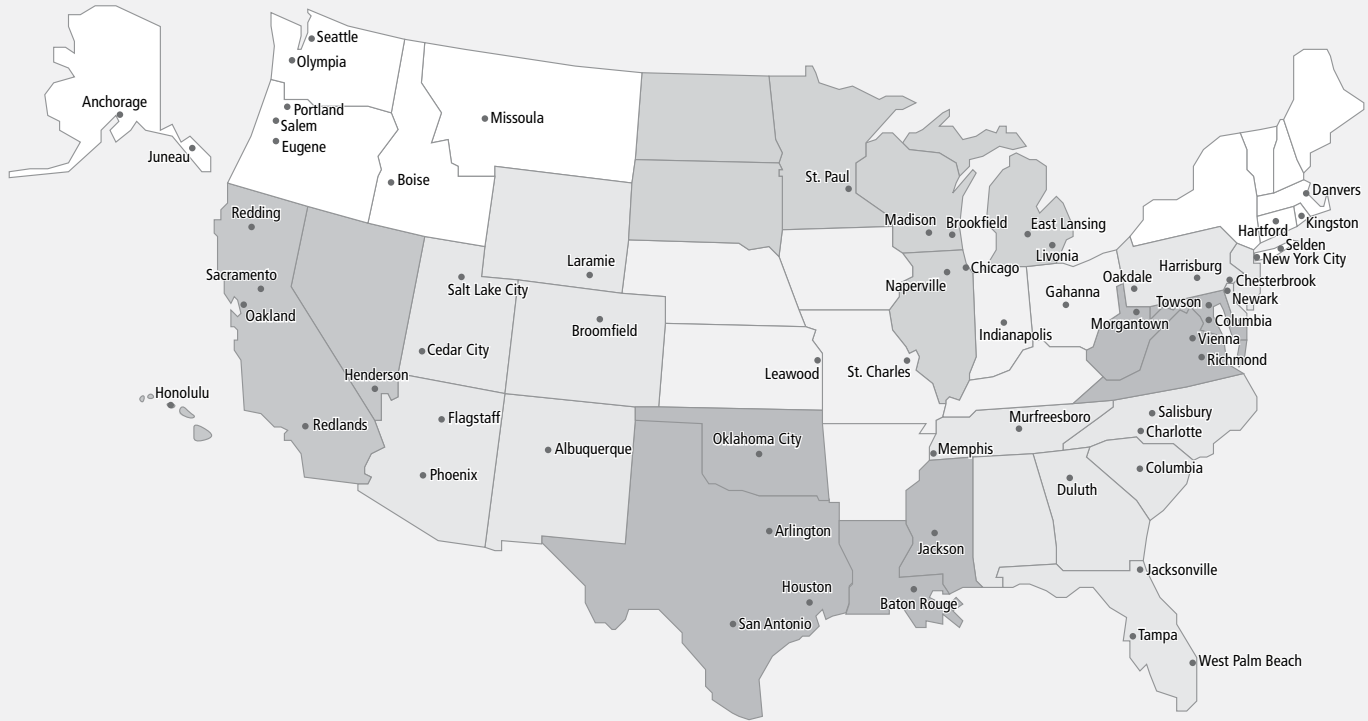 Seattle
Olympia
Anchorage
Portland
Missoula
Salem
Eugene
Juneau
Boise
St. Paul
Danvers
Redding
Madison
Brookfield
East Lansing
Kingston
Hartford
Livonia
Selden
New York City
Laramie
Chicago
Harrisburg
Sacramento
Oakdale
Chesterbrook
Salt Lake City
Naperville
Gahanna
Newark
Towson
Oakland
Columbia
Morgantown
Broomfield
Indianapolis
Vienna
Cedar City
Richmond
Leawood
St. Charles
Henderson
Honolulu
Murfreesboro
Salisbury
Flagstaff
Redlands
Charlotte
Oklahoma City
Albuquerque
Memphis
Columbia
Phoenix
Duluth
Arlington
Jackson
Jacksonville
Houston
Baton Rouge
San Antonio
Tampa
West Palm Beach